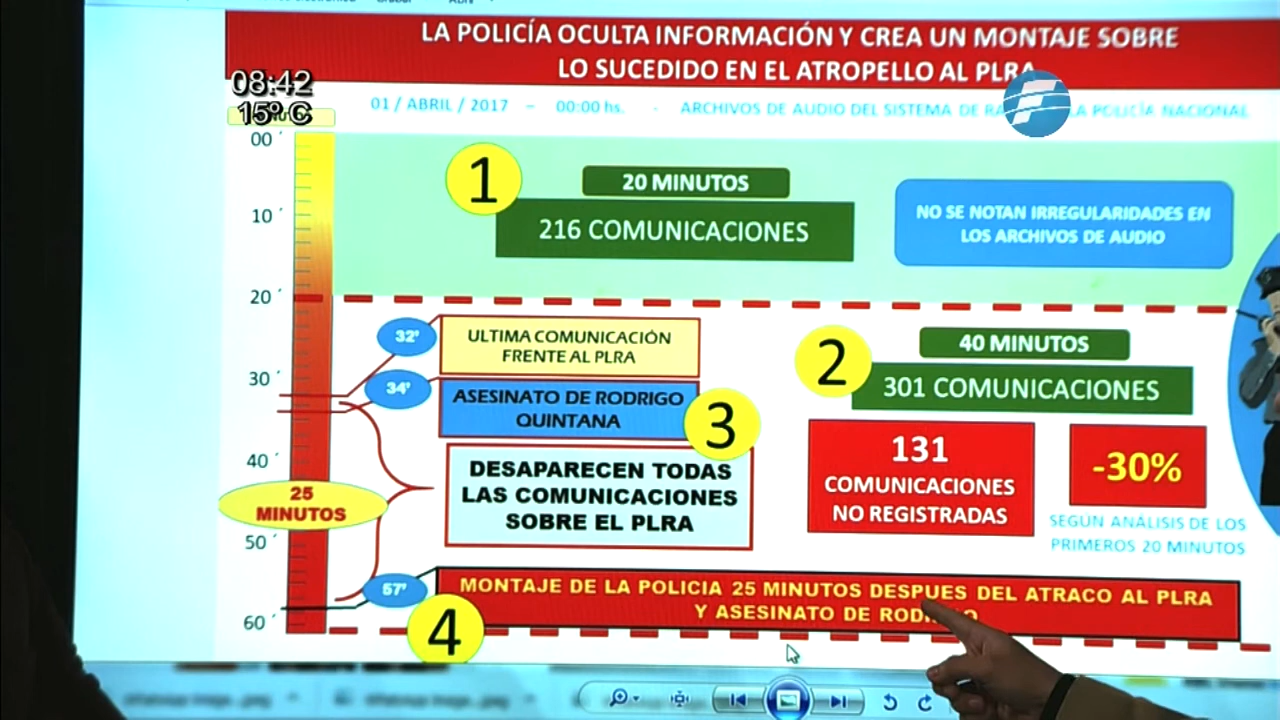 LA POLICÍA OCULTA INFORMACIÓN Y CREA UN MONTAJE SOBRE
LO SUCEDIDO EN EL ATROPELLO AL PLRA
08:42
15º C
01 / ABRIL / 2017 – 00:00 hs. - ARCHIVOS DE AUDIO DEL SISTEMA DE LA POLICÍA NACIONAL
00 ´
1
20 MINUTOS
216 COMUNICACIONES
NO SE NOTAN IRREGULARIDADES EN
LOS ARCHIVOS DE AUDIO
10 ´
20 ´
32'
ULTIMA COMUNICACIÓN
FRENTE AL PLRA
2
40 MINUTOS
301 COMUNICACIONES
30 ´
34'
ASESINATO DE RODRIGO
QUINTANA
3
131
COMUNICACIONES
NO REGISTRADAS
-30%
SEGÚN ANÁLISIS DE LOS
PRIMEROS 20 MINUTOS
40 ´
DESAPARECEN TODAS
LAS COMUNICACIONES
SOBRE EL PLRA
25
MINUTOS
50 ´
57'
MONTAJE DE LA POLICIA 25 MINUTOS DESPUES DEL ATRACO AL PLRA
Y ASESINATO DE
60 ´
4